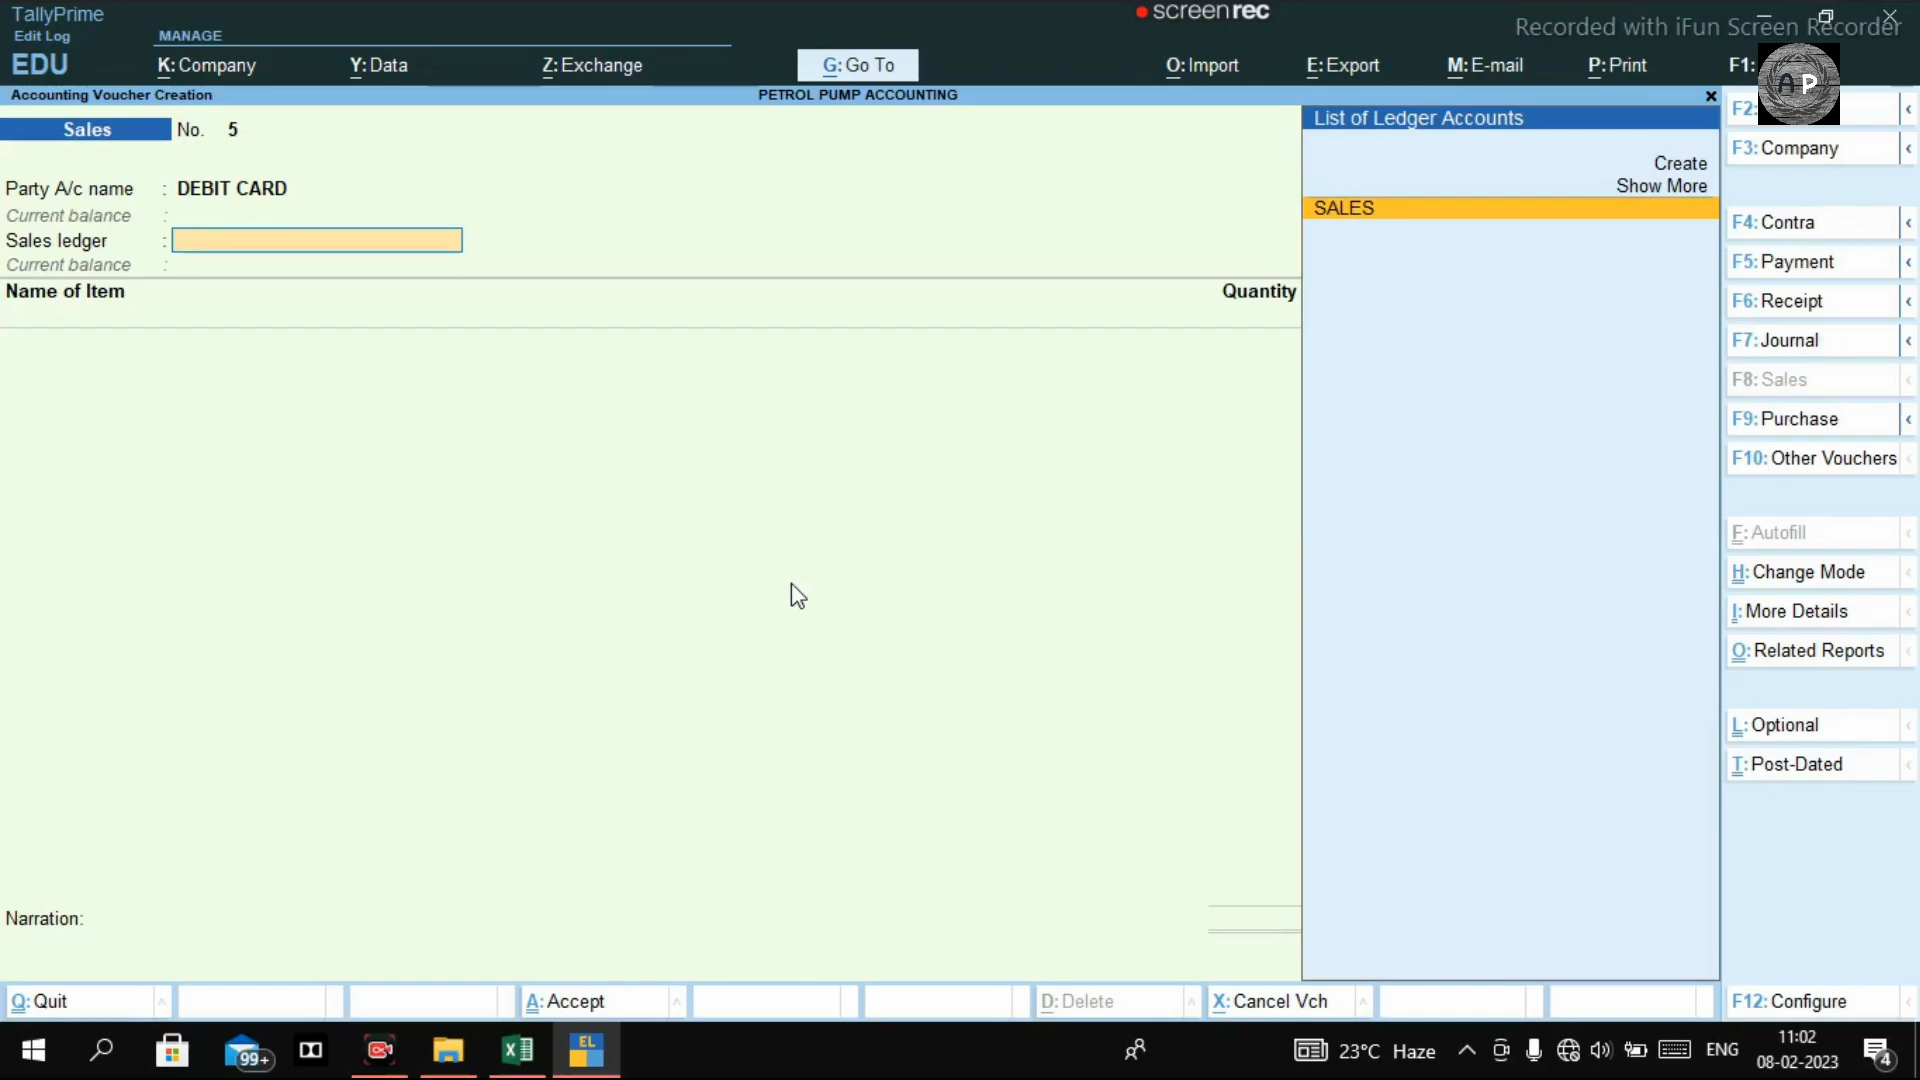 TallyPrime
Edit Log
EDU
MANAGE
K: Company
Y: Data
Z: Exchange
G: Go To
O: Import
E: Export
M: E-mail
P: Print
F1:
screenrec
Recorded with iFun Screen Recorder
AP
Accounting Voucher Creation
PETROL PUMP ACCOUNTING
Sales No. 5
Party A/c name : DEBIT CARD
Current balance :
Sales ledger :
Current balance :
Name of Item Quantity
Narration:
List of Ledger Accounts
Create
Show More
SALES
F2:
F3: Company
F4: Contra
F5: Payment
F6: Receipt
F7: Journal
F8: Sales
F9: Purchase
F10: Other Vouchers
F: Autofill
H: Change Mode
I: More Details
O: Related Reports
L: Optional
T: Post-Dated
F12: Configure
Q: Quit
A: Accept
D: Delete
X: Cancel Vch
99+
EL
23°C Haze
ENG
11:02
08-02-2023
4